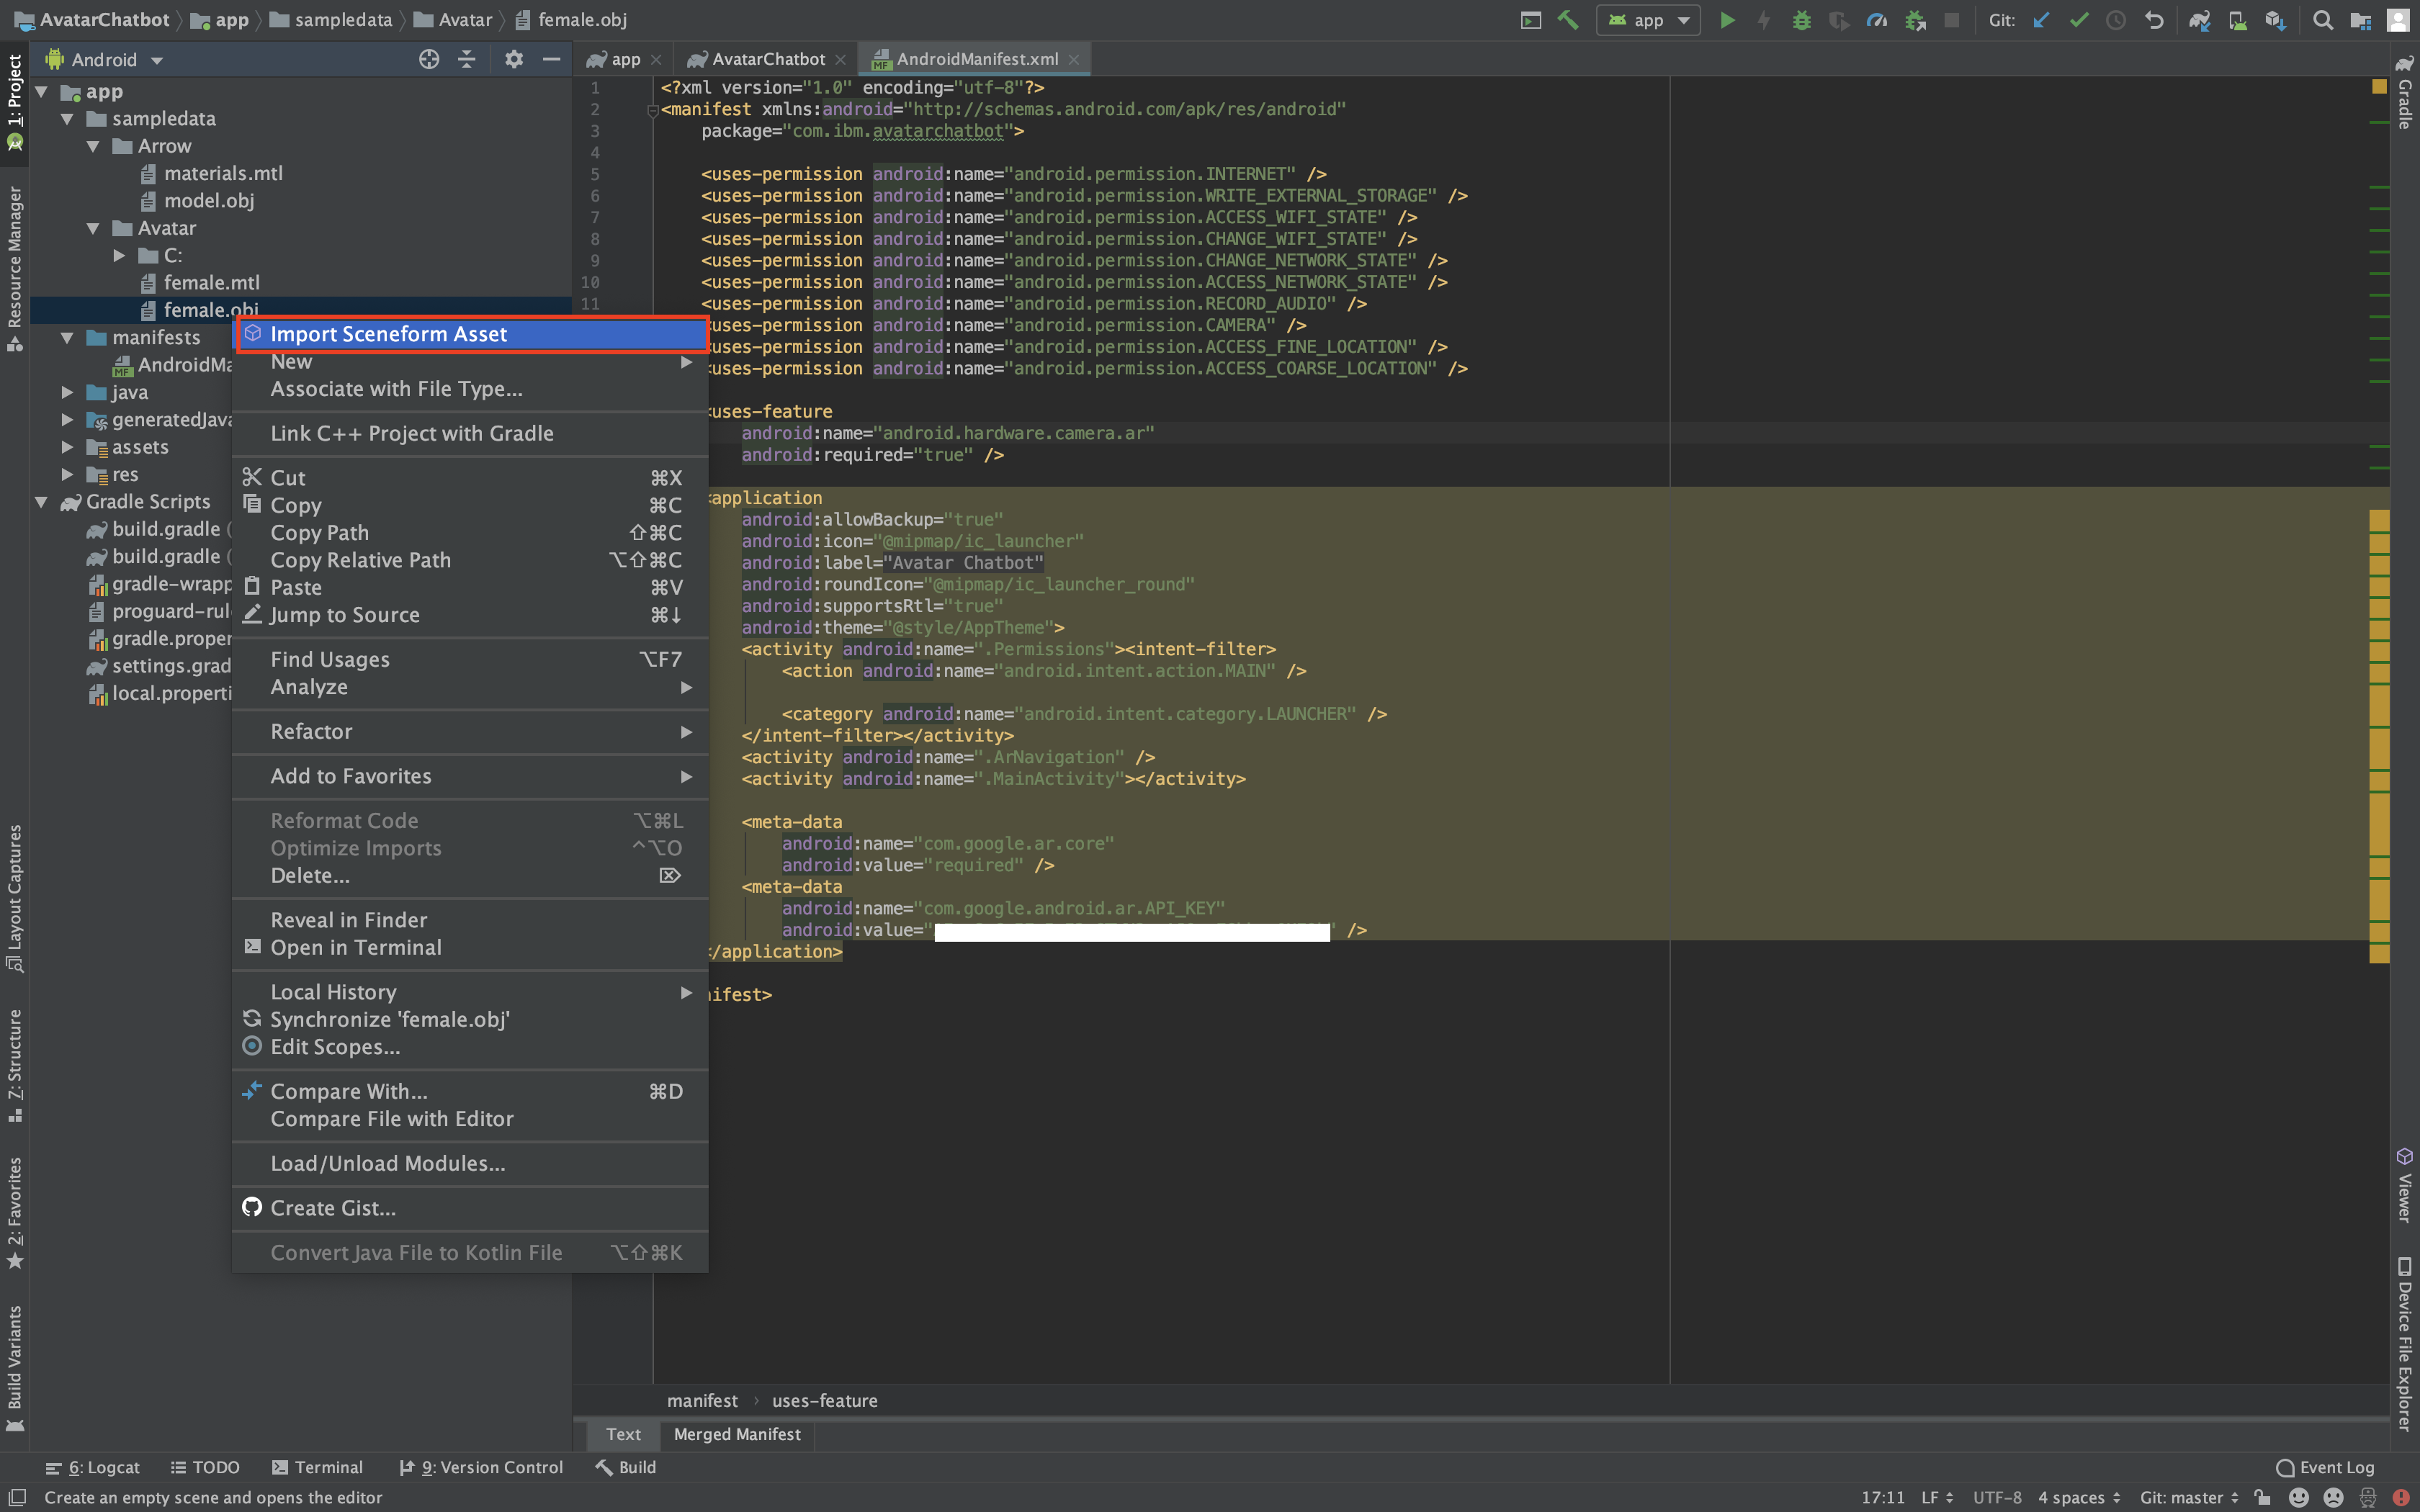 AvatarChatbot app sampledata Avatar female.obj
app Git:
Android
app AvatarChatbot AndroidManifest.xml
1: Project
Resource Manager
Layout Captures
Z: Structure
2: Favorites
Build Variants
app
sampledata
Arrow
materials.mtl
model.obj
Avatar
C:
female.mtl
female.obj
manifests
AndroidMa
java
generatedJava
assets
res
Gradle Scripts
build.gradle (
build.gradle (
gradle-wrapp
proguard-rul
gradle.proper
settings.grad
local.properti
Import Sceneform Asset
New
Associate with File Type...
Link C++ Project with Gradle
Cut ⌘X
Copy ⌘C
Copy Path ⇧⌘C
Copy Relative Path ⌥⇧⌘C
Paste ⌘V
Jump to Source ⌘↓
Find Usages ⌥F7
Analyze
Refactor
Add to Favorites
Reformat Code ⌥⌘L
Optimize Imports ^⌥O
Delete... ⌦
Reveal in Finder
Open in Terminal
Local History
Synchronize 'female.obj'
Edit Scopes...
Compare With... ⌘D
Compare File with Editor
Load/Unload Modules...
Create Gist...
Convert Java File to Kotlin File ⌥⇧⌘K
1 <?xml version="1.0" encoding="utf-8"?>
2 <manifest xmlns:android="http://schemas.android.com/apk/res/android"
3 package="com.ibm.avatarchatbot">
4
5 <uses-permission android:name="android.permission.INTERNET" />
6 <uses-permission android:name="android.permission.WRITE_EXTERNAL_STORAGE" />
7 <uses-permission android:name="android.permission.ACCESS_WIFI_STATE" />
8 <uses-permission android:name="android.permission.CHANGE_WIFI_STATE" />
9 <uses-permission android:name="android.permission.CHANGE_NETWORK_STATE" />
10 <uses-permission android:name="android.permission.ACCESS_NETWORK_STATE" />
11 <uses-permission android:name="android.permission.RECORD_AUDIO" />
<uses-permission android:name="android.permission.CAMERA" />
<uses-permission android:name="android.permission.ACCESS_FINE_LOCATION" />
<uses-permission android:name="android.permission.ACCESS_COARSE_LOCATION" />
<uses-feature
android:name="android.hardware.camera.ar"
android:required="true" />
<application
android:allowBackup="true"
android:icon="@mipmap/ic_launcher"
android:label="Avatar Chatbot"
android:roundIcon="@mipmap/ic_launcher_round"
android:supportsRtl="true"
android:theme="@style/AppTheme">
<activity android:name=".Permissions"><intent-filter>
<action android:name="android.intent.action.MAIN" />
<category android:name="android.intent.category.LAUNCHER" />
</intent-filter></activity>
<activity android:name=".ArNavigation" />
<activity android:name=".MainActivity"></activity>
<meta-data
android:name="com.google.ar.core"
android:value="required" />
<meta-data
android:name="com.google.android.ar.API_KEY"
android:value=" " />
</application>
nifest>
manifest › uses-feature
Text Merged Manifest
Gradle
Viewer
Device File Explorer
6: Logcat TODO Terminal 9: Version Control Build Event Log
Create an empty scene and opens the editor 17:11 LF UTF-8 4 spaces Git: master